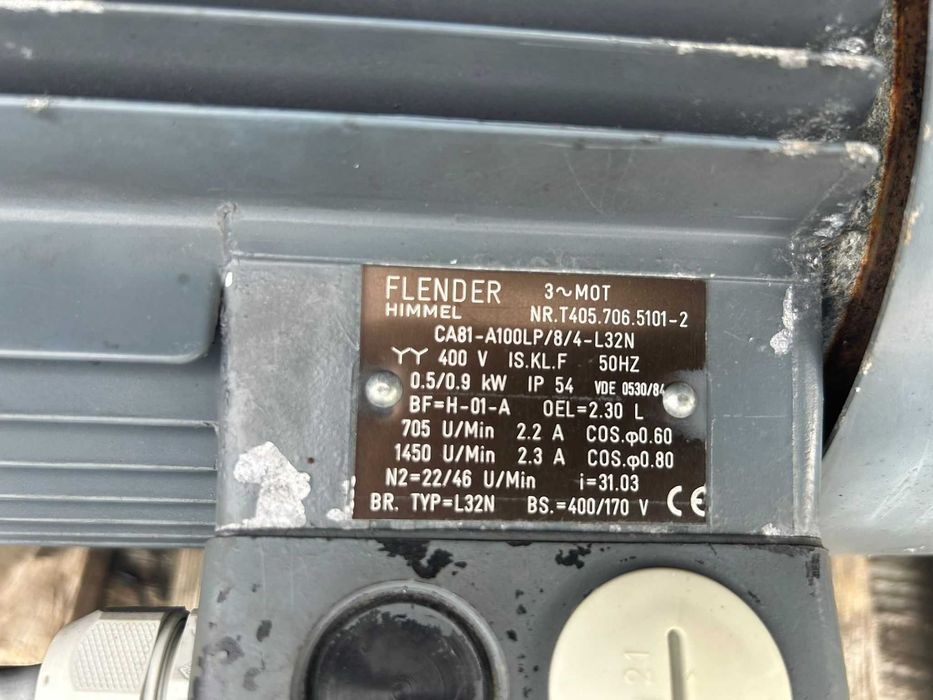 FLENDER 3~MOT
HIMMEL NR.T405.706.5101-2
CA81-A100LP/8/4-L32N
YY 400 V IS.KL.F 50HZ
0.5/0.9 kW IP 54 VDE 0530/84
BF=H-01-A OEL=2.30 L
705 U/Min 2.2 A COS.φ0.60
1450 U/Min 2.3 A COS.φ0.80
N2=22/46 U/Min i=31.03
BR. TYP=L32N BS.=400/170 V CE
21